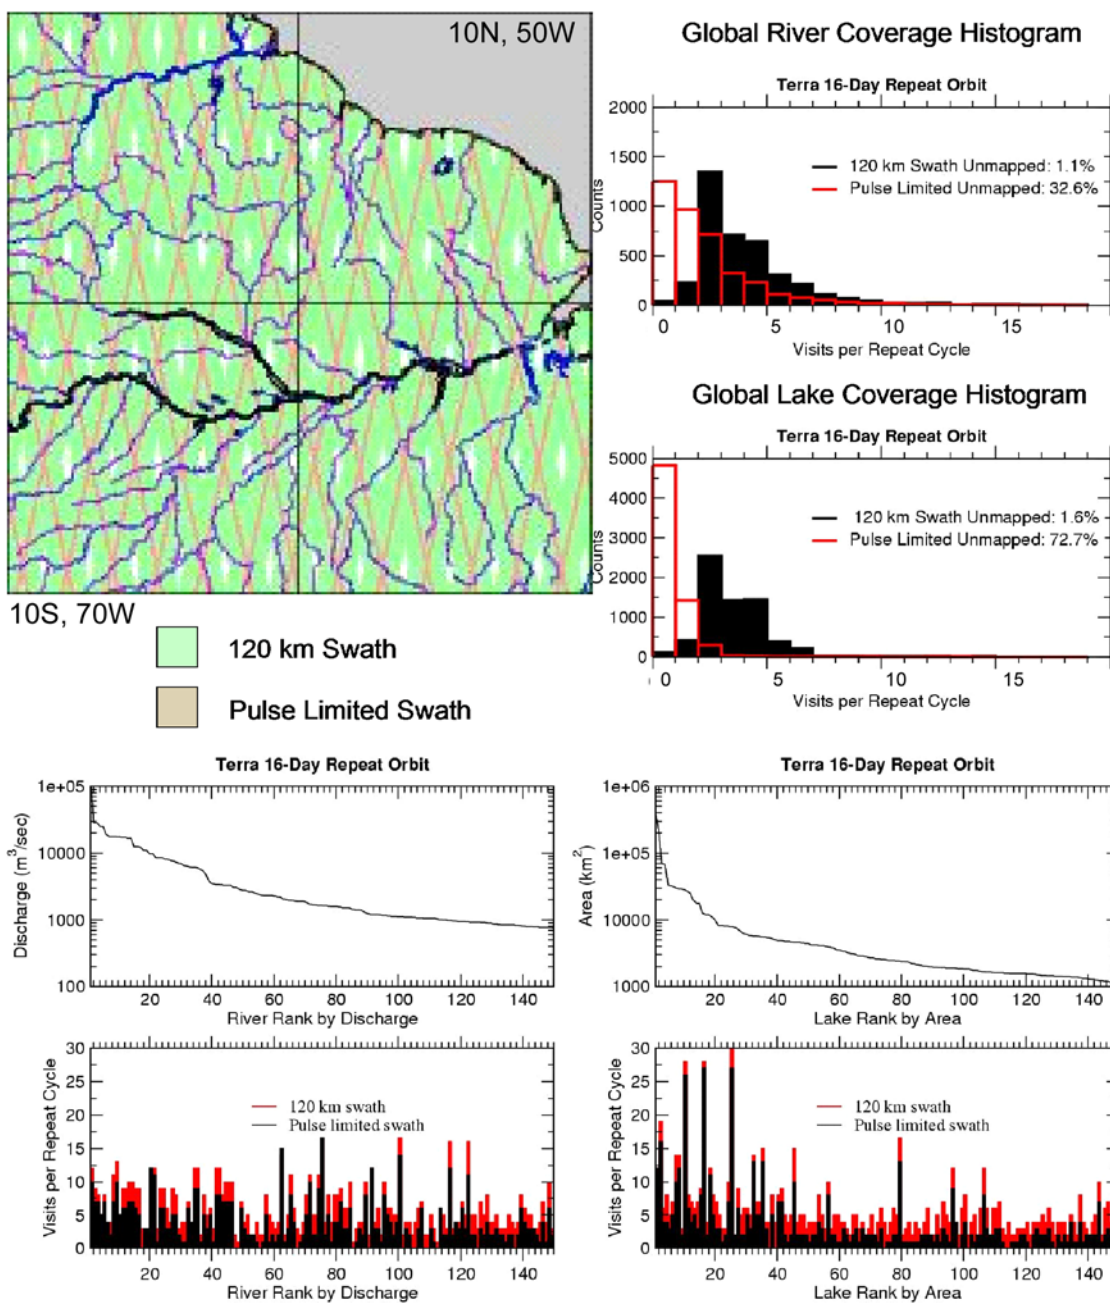 10N, 50W
10S, 70W
120 km Swath
Pulse Limited Swath
Global River Coverage Histogram
Terra 16-Day Repeat Orbit
2000
1500
1000
500
0
Counts
120 km Swath Unmapped: 1.1%
Pulse Limited Unmapped: 32.6%
0 5 10 15
Visits per Repeat Cycle
Global Lake Coverage Histogram
Terra 16-Day Repeat Orbit
5000
4000
3000
2000
1000
0
Counts
120 km Swath Unmapped: 1.6%
Pulse Limited Unmapped: 72.7%
0 5 10 15
Visits per Repeat Cycle
Terra 16-Day Repeat Orbit
1e+05
10000
1000
100
Discharge (m³/sec)
20 40 60 80 100 120 140
River Rank by Discharge
Terra 16-Day Repeat Orbit
1e+06
1e+05
10000
1000
Area (km²)
20 40 60 80 100 120 140
Lake Rank by Area
30
25
20
15
10
5
0
Visits per Repeat Cycle
120 km swath
Pulse limited swath
20 40 60 80 100 120 140
River Rank by Discharge
30
25
20
15
10
5
0
Visits per Repeat Cycle
120 km swath
Pulse limited swath
20 40 60 80 100 120 140
Lake Rank by Area